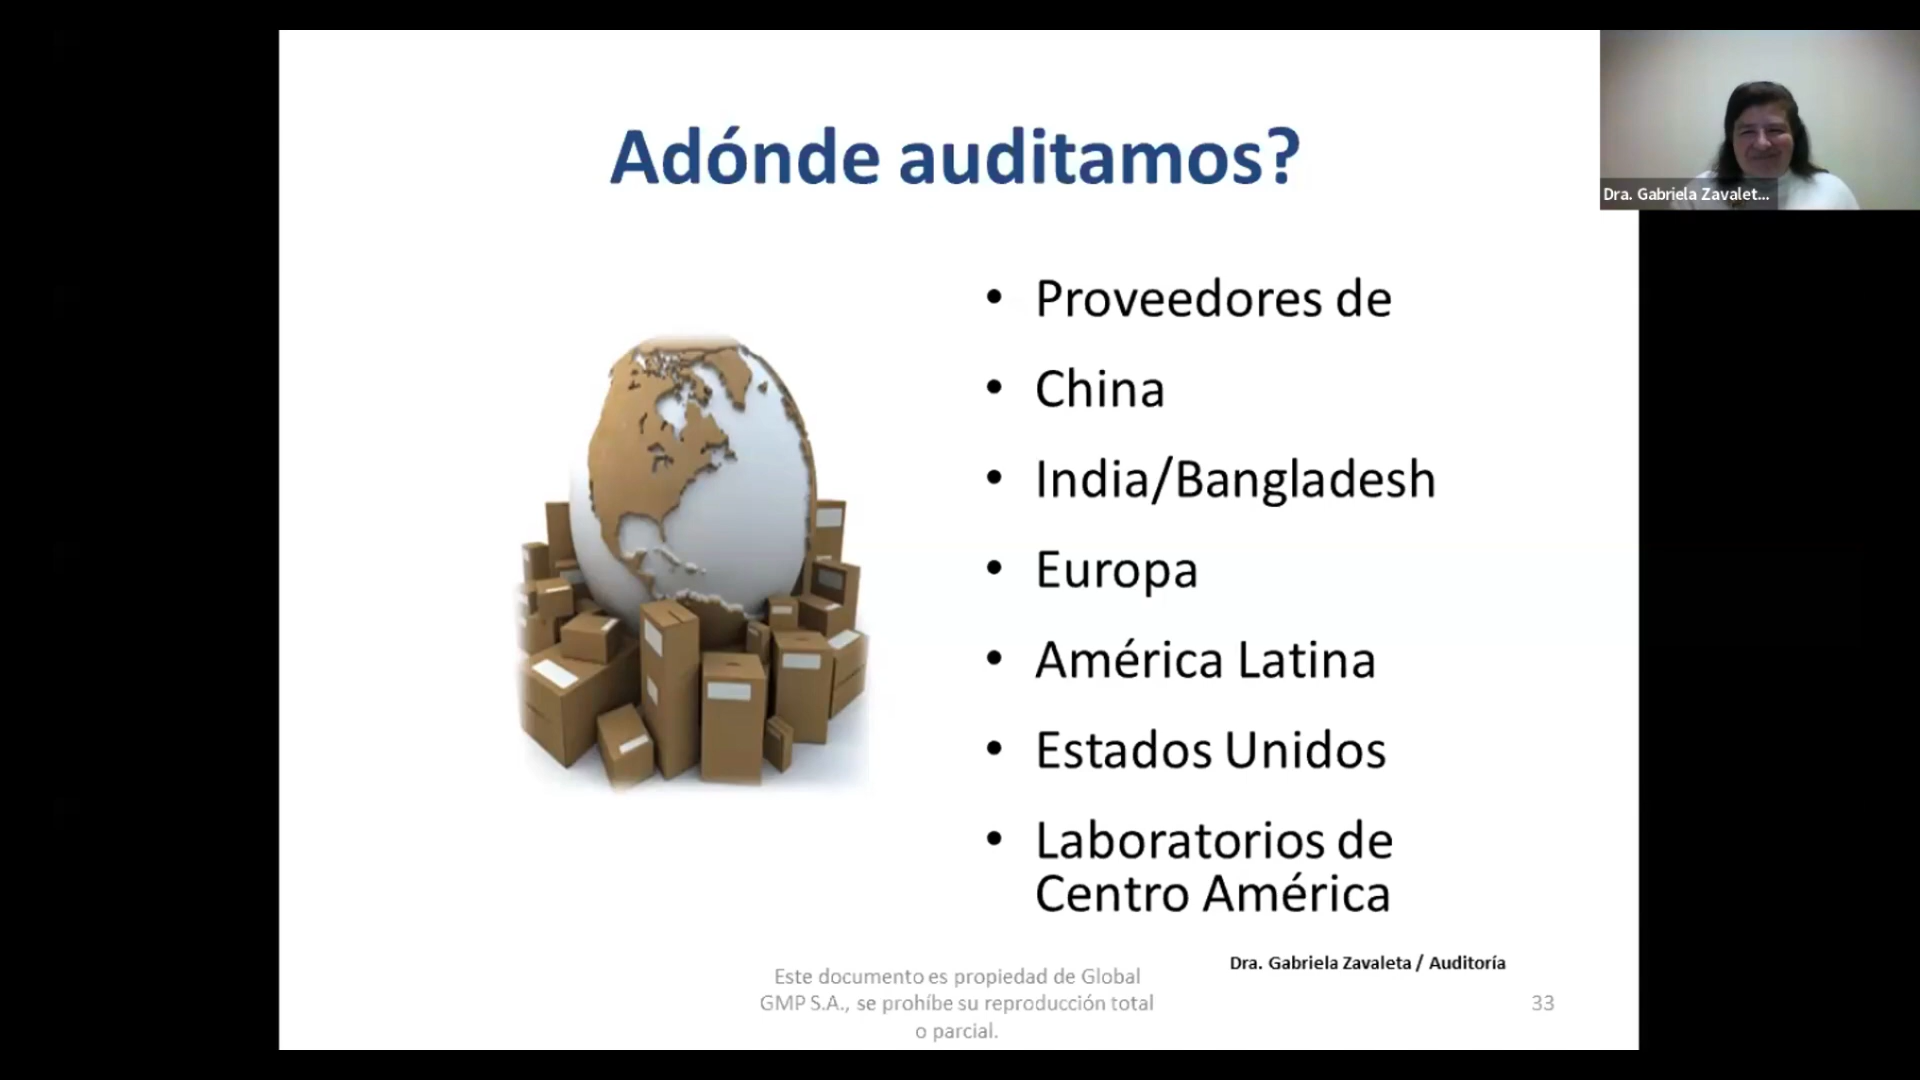 Adónde auditamos?
Dra. Gabriela Zavalet...
• Proveedores de
• China
• India/Bangladesh
• Europa
• América Latina
• Estados Unidos
• Laboratorios de
Centro América
Dra. Gabriela Zavaleta / Auditoría
Este documento es propiedad de Global
GMP S.A., se prohíbe su reproducción total
o parcial.
33